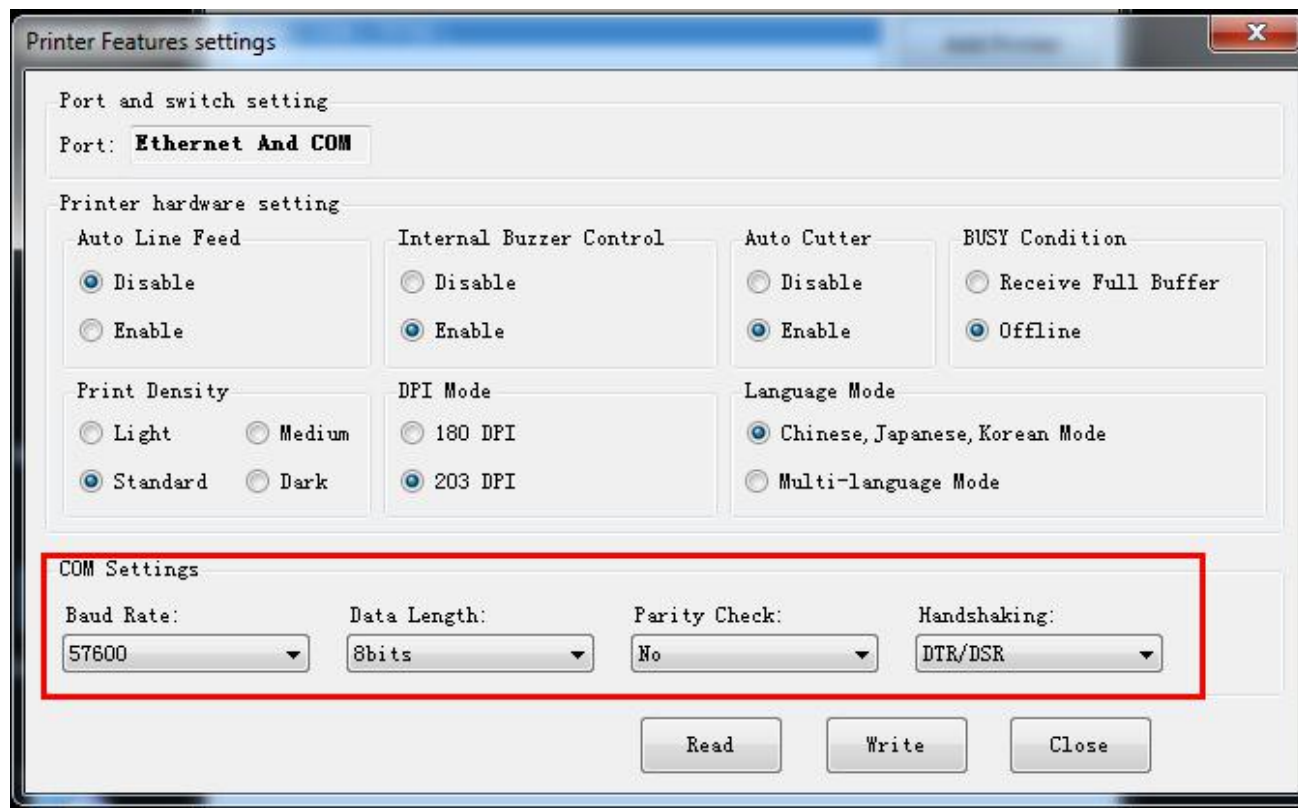 Printer Features settings
Port and switch setting
Port: Ethernet And COM
Printer hardware setting
Auto Line Feed
Disable
Enable
Internal Buzzer Control
Disable
Enable
Auto Cutter
Disable
Enable
BUSY Condition
Receive Full Buffer
Offline
Print Density
Light Medium
Standard Dark
DPI Mode
180 DPI
203 DPI
Language Mode
Chinese, Japanese, Korean Mode
Multi-language Mode
COM Settings
Baud Rate: Data Length: Parity Check: Handshaking:
57600 8bits No DTR/DSR
Read Write Close